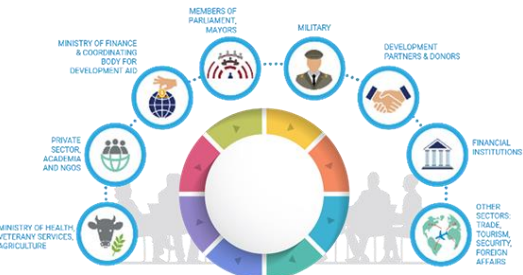 MEMBERS OF
PARLIAMENT,
MAYORS
MILITARY
MINISTRY OF FINANCE
& COORDINATING
BODY FOR
DEVELOPMENT AID
DEVELOPMENT
PARTNERS & DONORS
PRIVATE
SECTOR,
ACADEMIA
AND NGOS
FINANCIAL
INSTITUTIONS
MINISTRY OF HEALTH,
VETERANY SERVICES,
AGRICULTURE
OTHER
SECTORS:
TRADE,
TOURISM,
SECURITY,
FOREIGN
AFFAIRS